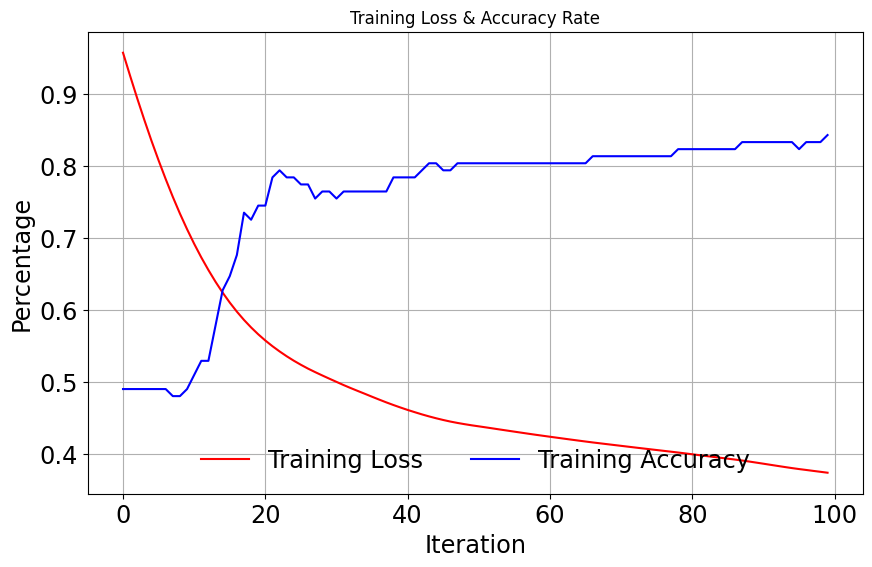 Training Loss & Accuracy Rate
Percentage
0.9
0.8
0.7
0.6
0.5
0.4
Training Loss Training Accuracy
0 20 40 60 80 100
Iteration